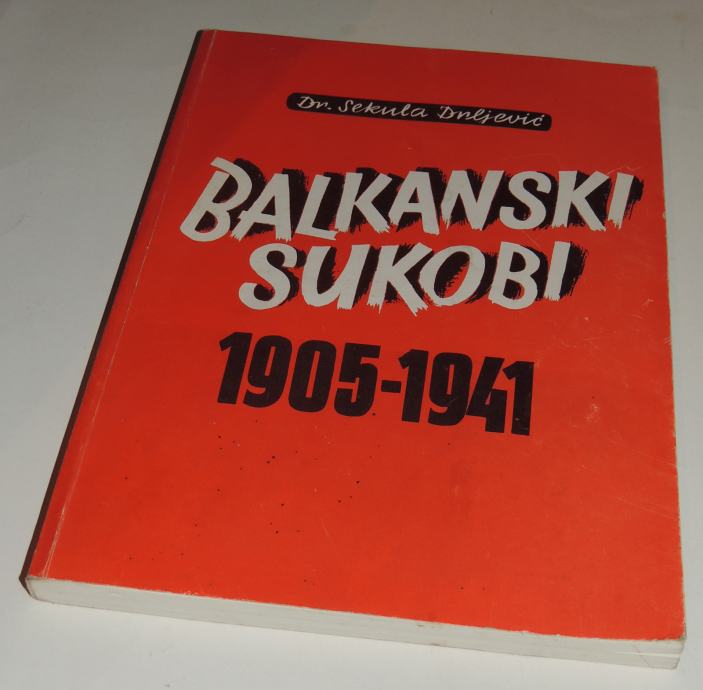 Dr. Sekula Drljević
BALKANSKI
SUKOBI
1905-1941